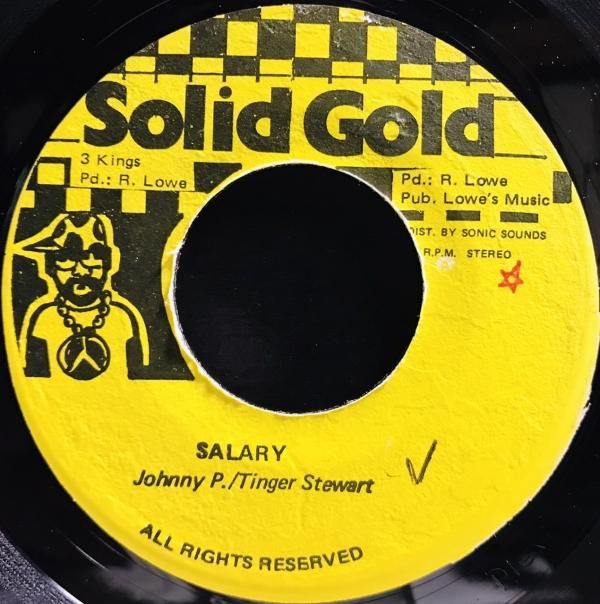 Solid Gold
3 Kings
Pd.: R. Lowe
Pd.: R. Lowe
Pub. Lowe's Music
DIST. BY SONIC SOUNDS
R.P.M. STEREO
SALARY
Johnny P./Tinger Stewart
ALL RIGHTS RESERVED